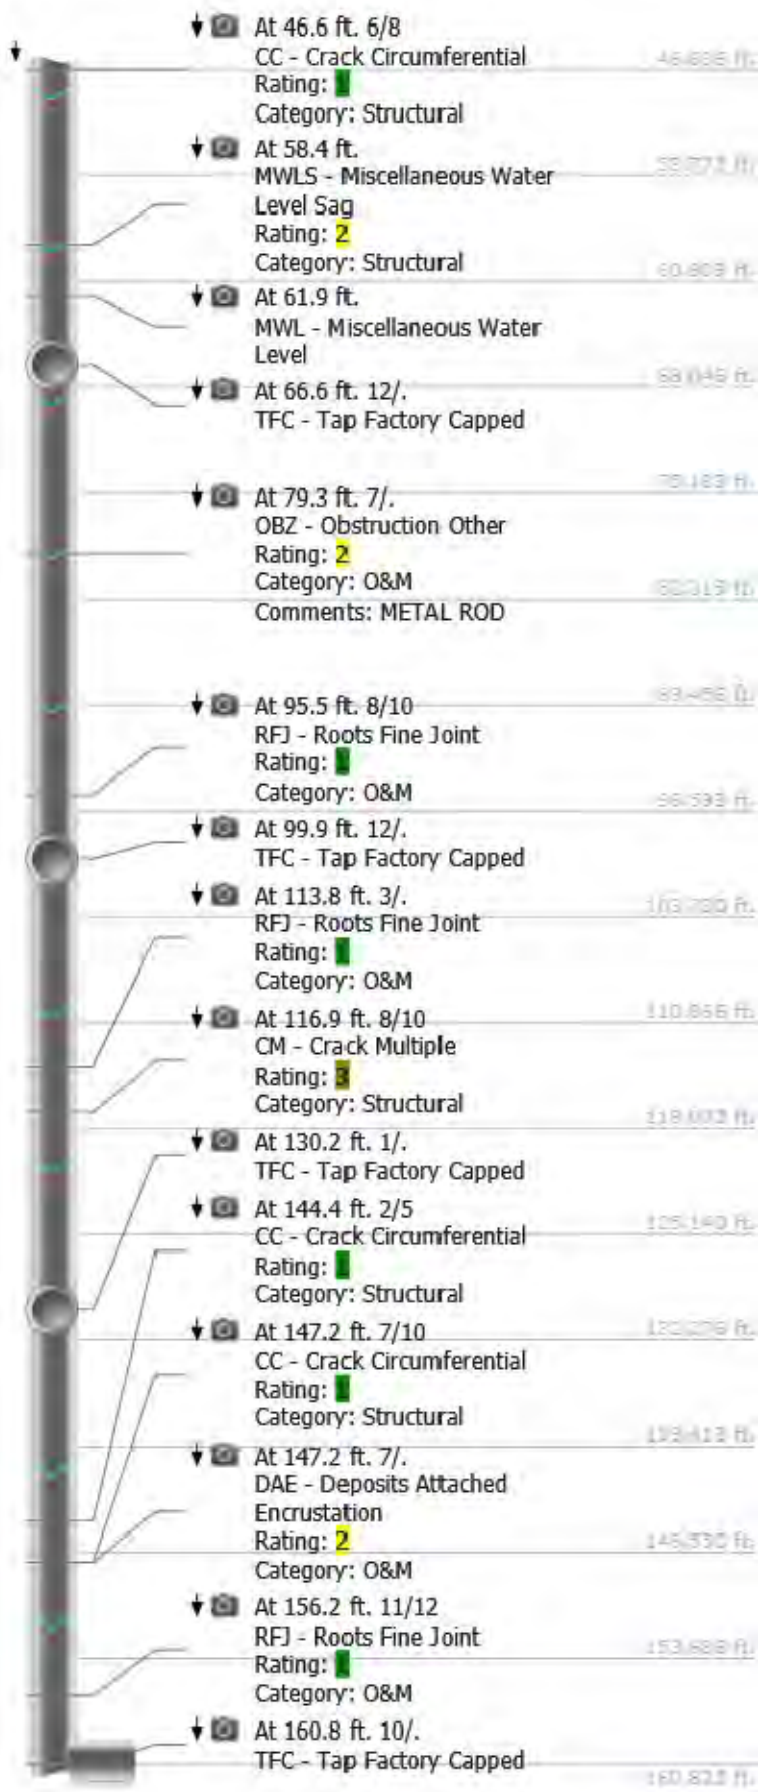 At 46.6 ft. 6/8
CC - Crack Circumferential
Rating: 1
Category: Structural
At 58.4 ft.
MWLS - Miscellaneous Water
Level Sag
Rating: 2
Category: Structural
At 61.9 ft.
MWL - Miscellaneous Water
Level
At 66.6 ft. 12/.
TFC - Tap Factory Capped
At 79.3 ft. 7/.
OBZ - Obstruction Other
Rating: 2
Category: O&M
Comments: METAL ROD
At 95.5 ft. 8/10
RFJ - Roots Fine Joint
Rating: 1
Category: O&M
At 99.9 ft. 12/.
TFC - Tap Factory Capped
At 113.8 ft. 3/.
RFJ - Roots Fine Joint
Rating: 1
Category: O&M
At 116.9 ft. 8/10
CM - Crack Multiple
Rating: 3
Category: Structural
At 130.2 ft. 1/.
TFC - Tap Factory Capped
At 144.4 ft. 2/5
CC - Crack Circumferential
Rating: 1
Category: Structural
At 147.2 ft. 7/10
CC - Crack Circumferential
Rating: 1
Category: Structural
At 147.2 ft. 7/.
DAE - Deposits Attached
Encrustation
Rating: 2
Category: O&M
At 156.2 ft. 11/12
RFJ - Roots Fine Joint
Rating: 1
Category: O&M
At 160.8 ft. 10/.
TFC - Tap Factory Capped